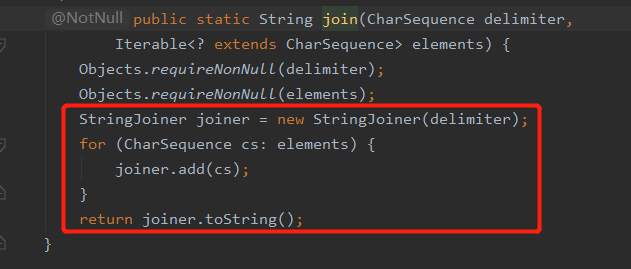 @NotNull public static String join(CharSequence delimiter,
Iterable<? extends CharSequence> elements) {
Objects.requireNonNull(delimiter);
Objects.requireNonNull(elements);
StringJoiner joiner = new StringJoiner(delimiter);
for (CharSequence cs: elements) {
joiner.add(cs);
}
return joiner.toString();
}